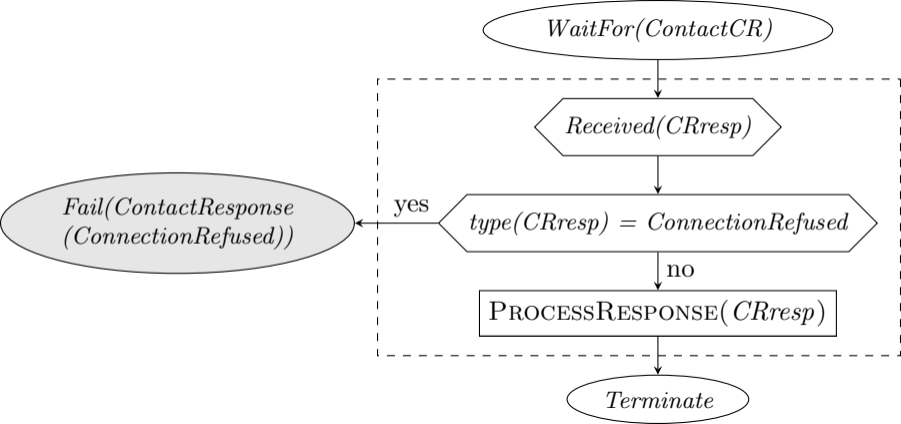 WaitFor(ContactCR)
Received(CRresp)
Fail(ContactResponse
(ConnectionRefused))
yes
type(CRresp) = ConnectionRefused
no
PROCESSRESPONSE(CRresp)
Terminate